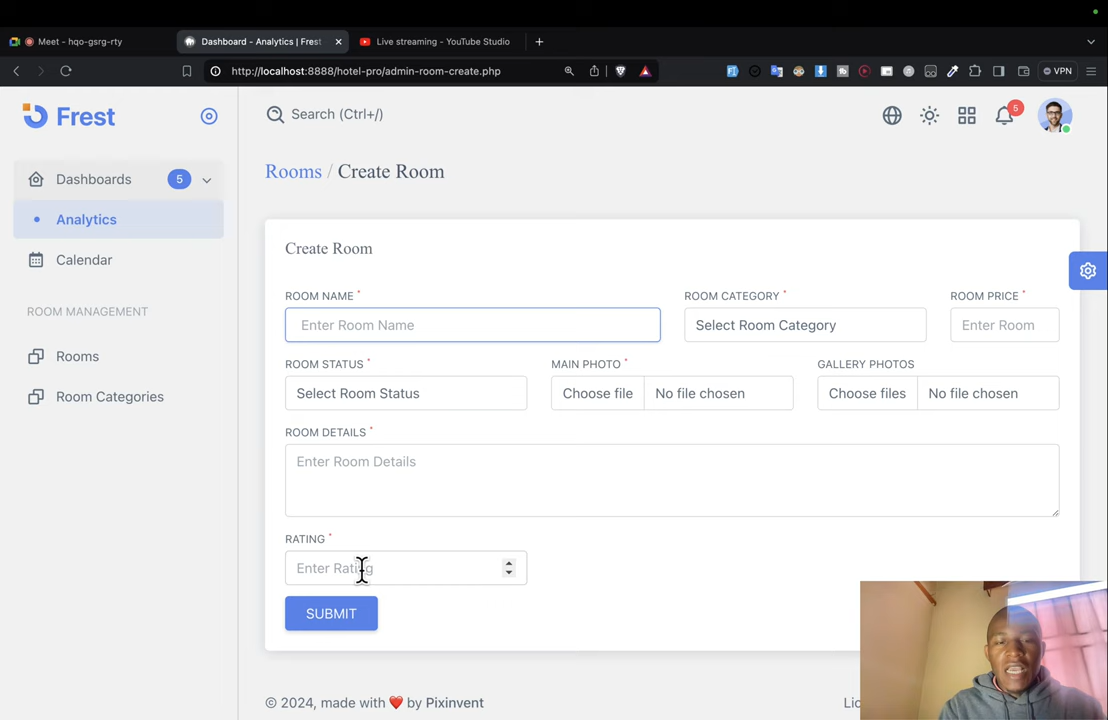 Meet - hqo-gsrg-rty
Dashboard - Analytics | Frest
Live streaming - YouTube Studio
http://localhost:8888/hotel-pro/admin-room-create.php
VPN
Frest
Search (Ctrl+/)
5
Dashboards
5
Rooms / Create Room
Analytics
Calendar
Create Room
ROOM MANAGEMENT
ROOM NAME *
ROOM CATEGORY *
ROOM PRICE *
Enter Room Name
Select Room Category
Enter Room
Rooms
ROOM STATUS *
MAIN PHOTO *
GALLERY PHOTOS
Room Categories
Select Room Status
Choose file
No file chosen
Choose files
No file chosen
ROOM DETAILS *
Enter Room Details
RATING *
Enter Rating
SUBMIT
© 2024, made with ❤️ by Pixinvent